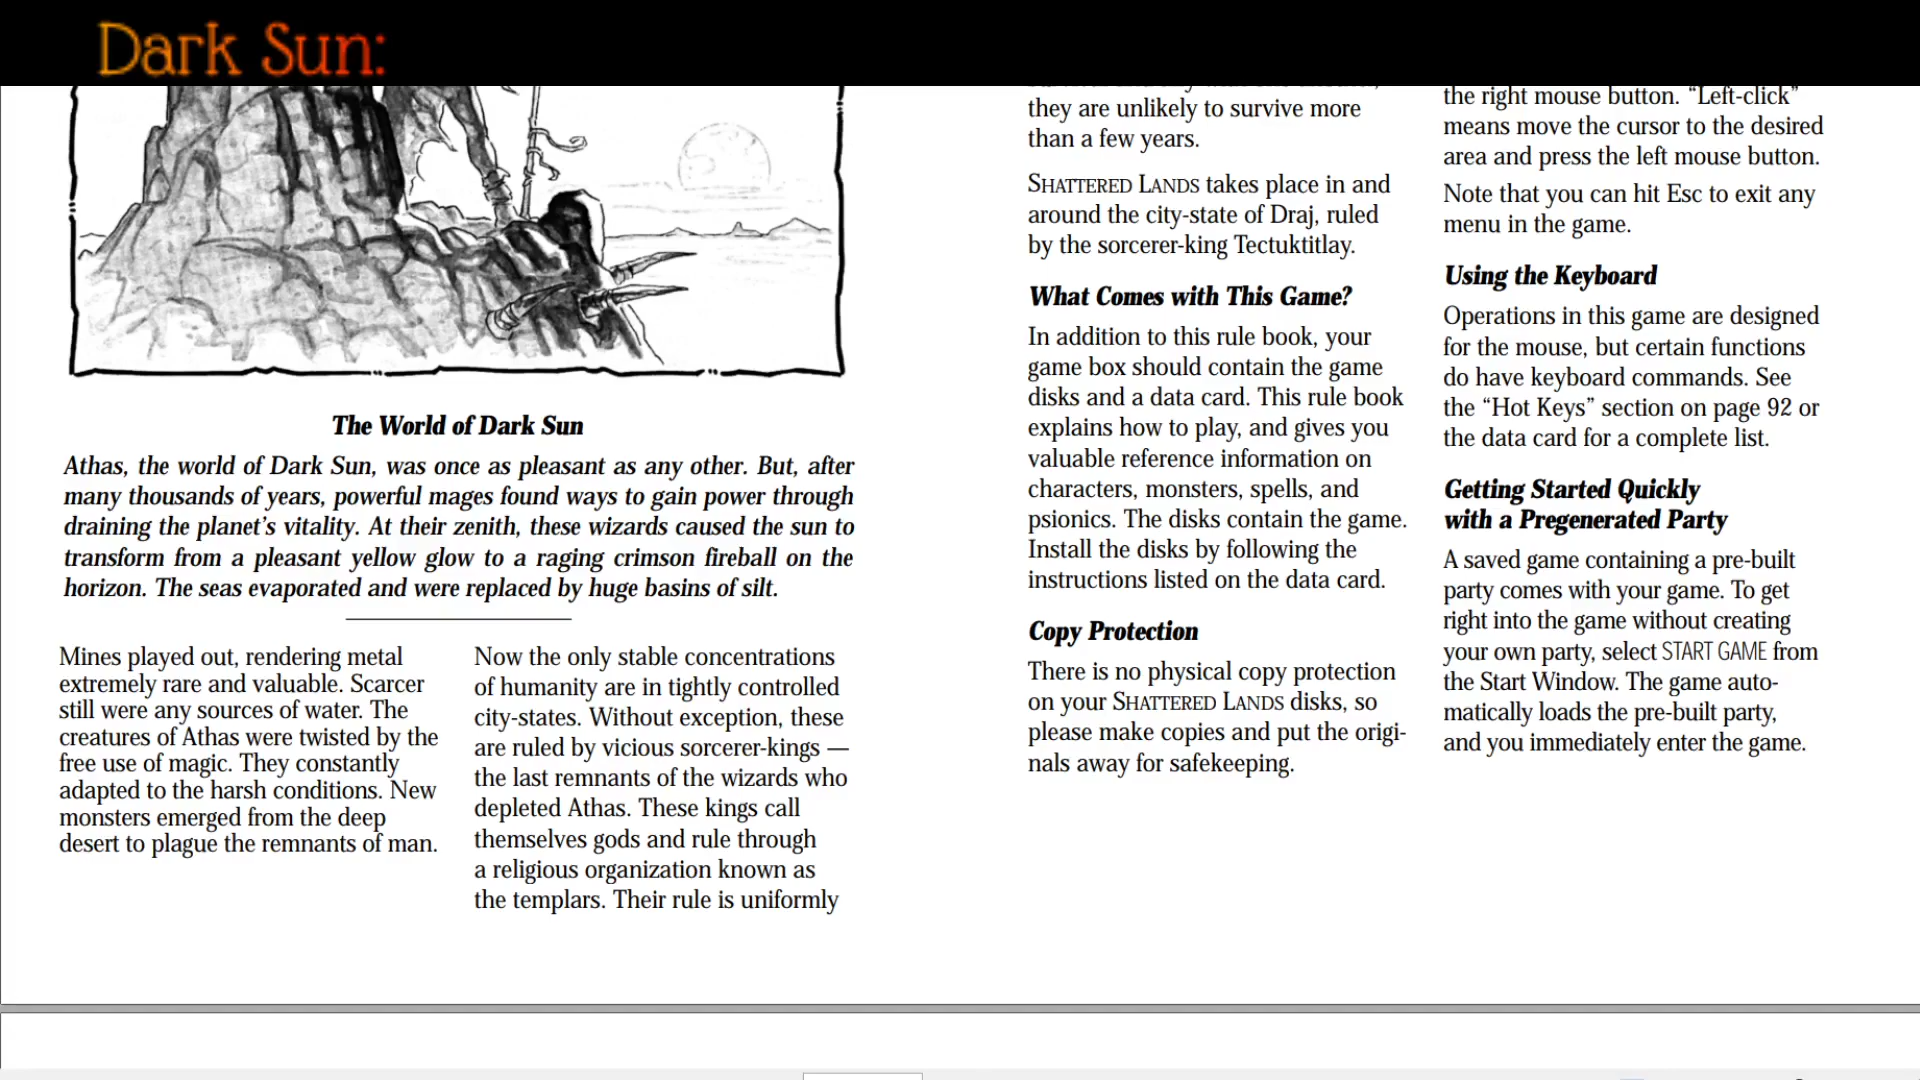 Dark Sun:
The World of Dark Sun
Athas, the world of Dark Sun, was once as pleasant as any other. But, after
many thousands of years, powerful mages found ways to gain power through
draining the planet’s vitality. At their zenith, these wizards caused the sun to
transform from a pleasant yellow glow to a raging crimson fireball on the
horizon. The seas evaporated and were replaced by huge basins of silt.
Mines played out, rendering metal
extremely rare and valuable. Scarcer
still were any sources of water. The
creatures of Athas were twisted by the
free use of magic. They constantly
adapted to the harsh conditions. New
monsters emerged from the deep
desert to plague the remnants of man.
Now the only stable concentrations
of humanity are in tightly controlled
city-states. Without exception, these
are ruled by vicious sorcerer-kings —
the last remnants of the wizards who
depleted Athas. These kings call
themselves gods and rule through
a religious organization known as
the templars. Their rule is uniformly
they are unlikely to survive more
than a few years.
SHATTERED LANDS takes place in and
around the city-state of Draj, ruled
by the sorcerer-king Tectuktitlay.
What Comes with This Game?
In addition to this rule book, your
game box should contain the game
disks and a data card. This rule book
explains how to play, and gives you
valuable reference information on
characters, monsters, spells, and
psionics. The disks contain the game.
Install the disks by following the
instructions listed on the data card.
Copy Protection
There is no physical copy protection
on your SHATTERED LANDS disks, so
please make copies and put the origi-
nals away for safekeeping.
the right mouse button. “Left-click”
means move the cursor to the desired
area and press the left mouse button.
Note that you can hit Esc to exit any
menu in the game.
Using the Keyboard
Operations in this game are designed
for the mouse, but certain functions
do have keyboard commands. See
the “Hot Keys” section on page 92 or
the data card for a complete list.
Getting Started Quickly
with a Pregenerated Party
A saved game containing a pre-built
party comes with your game. To get
right into the game without creating
your own party, select START GAME from
the Start Window. The game auto-
matically loads the pre-built party,
and you immediately enter the game.